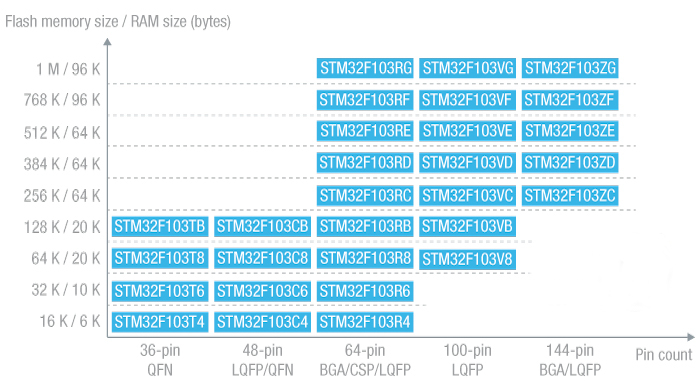 Flash memory size / RAM size (bytes)
1 M / 96 K STM32F103RG STM32F103VG STM32F103ZG
768 K / 96 K STM32F103RF STM32F103VF STM32F103ZF
512 K / 64 K STM32F103RE STM32F103VE STM32F103ZE
384 K / 64 K STM32F103RD STM32F103VD STM32F103ZD
256 K / 64 K STM32F103RC STM32F103VC STM32F103ZC
128 K / 20 K STM32F103TB STM32F103CB STM32F103RB STM32F103VB
64 K / 20 K STM32F103T8 STM32F103C8 STM32F103R8 STM32F103V8
32 K / 10 K STM32F103T6 STM32F103C6 STM32F103R6
16 K / 6 K STM32F103T4 STM32F103C4 STM32F103R4
36-pin 48-pin 64-pin 100-pin 144-pin Pin count
QFN LQFP/QFN BGA/CSP/LQFP LQFP BGA/LQFP